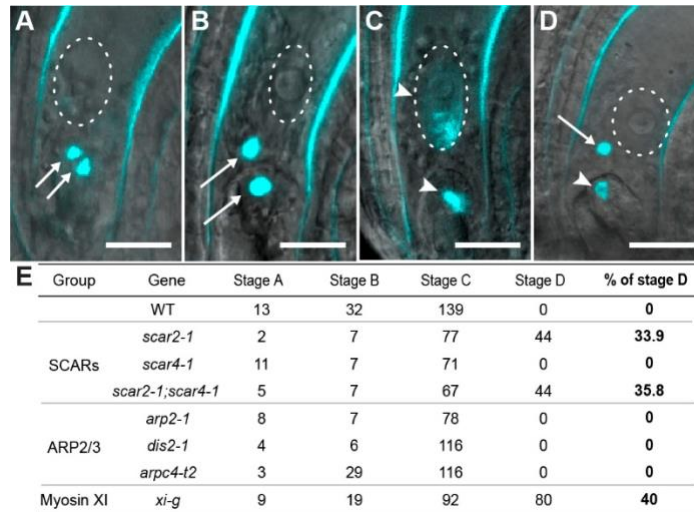 A B C D
E Group Gene Stage A Stage B Stage C Stage D % of stage D
WT 13 32 139 0 0
scar2-1 2 7 77 44 33.9
SCARs scar4-1 11 7 71 0 0
scar2-1;scar4-1 5 7 67 44 35.8
arp2-1 8 7 78 0 0
ARP2/3 dis2-1 4 6 116 0 0
arpc4-t2 3 29 116 0 0
Myosin XI xi-g 9 19 92 80 40